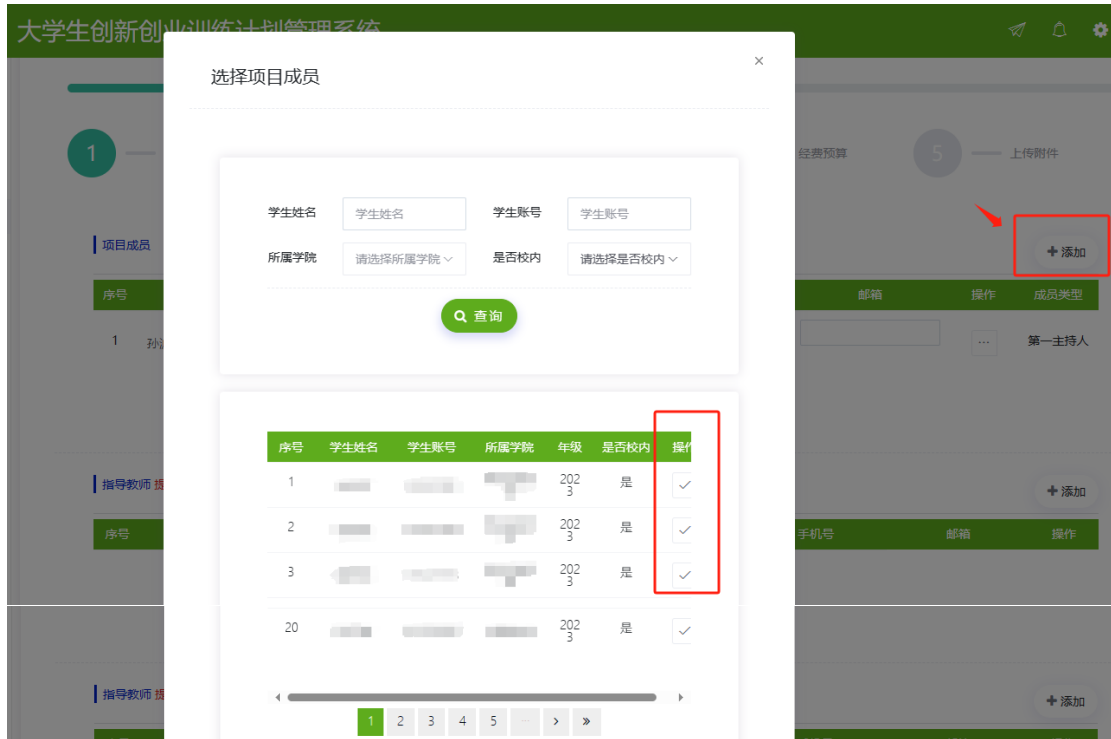 大学生创新创业训练计划管理系统
选择项目成员
×
1
经费预算
5
上传附件
学生姓名 学生姓名 学生账号 学生账号
项目成员
添加
所属学院 请选择所属学院 是否校内 请选择是否校内
序号
邮箱 操作 成员类型
查询
1
...
第一主持人
序号 学生姓名 学生账号 所属学院 年级 是否校内
1 2023 是
指导教师
添加
2 2023 是
序号
手机号 邮箱 操作
3 2023 是
20 2023 是
指导教师
添加
1 2 3 4 5 ... › »